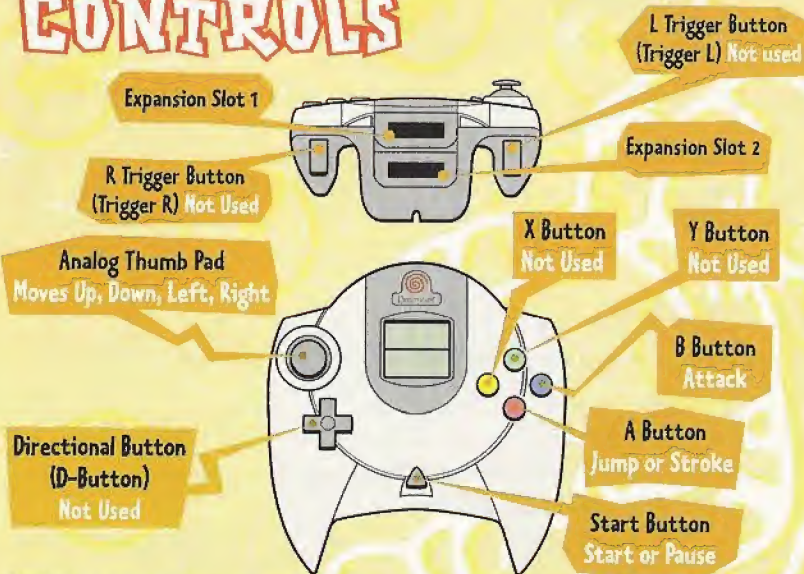 CONTROLS
L Trigger Button
(Trigger L) Not used
Expansion Slot 1
Expansion Slot 2
R Trigger Button
(Trigger R) Not Used
X Button
Not Used
Y Button
Not Used
Analog Thumb Pad
Moves Up, Down, Left, Right
Dreamcast
B Button
Attack
A Button
Jump or Stroke
Directional Button
(D-Button)
Not Used
Start Button
Start or Pause